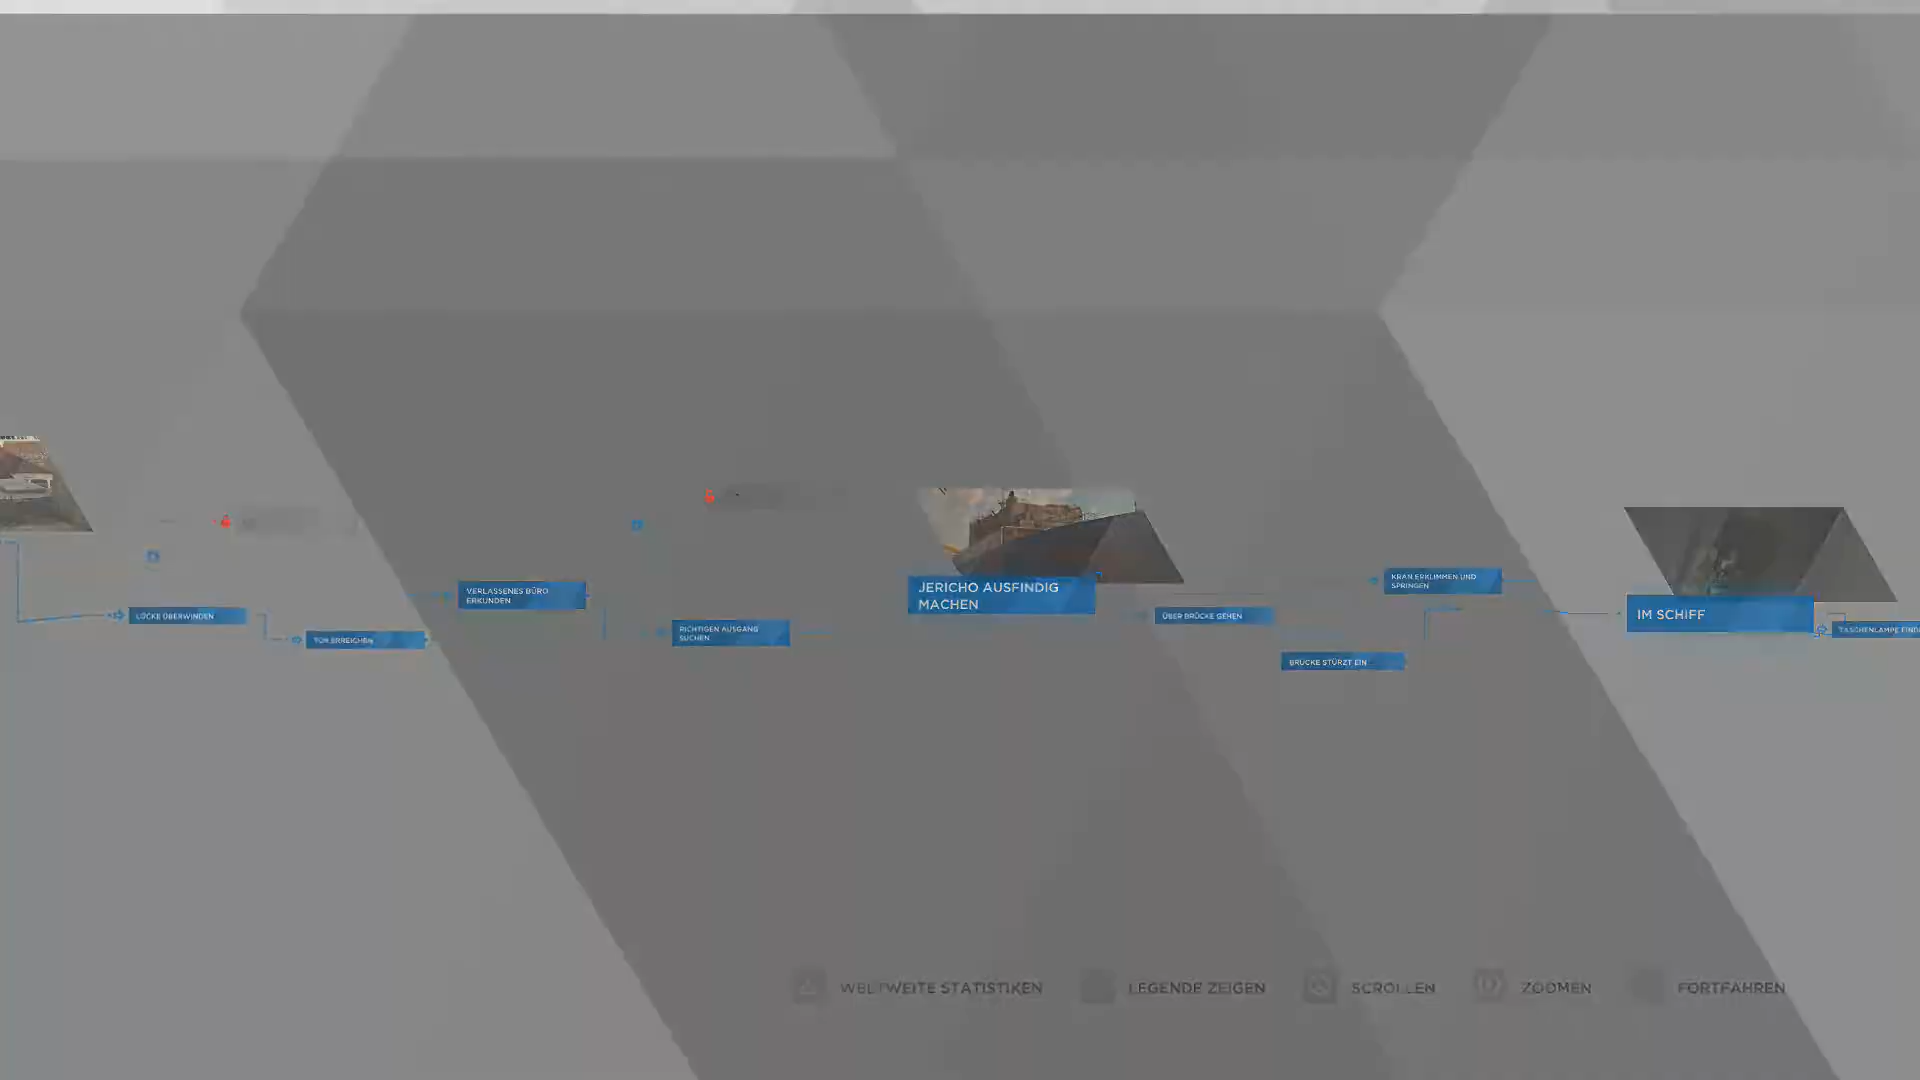 LÜCKE ÜBERWINDEN
TOR ERREICHEN
VERLASSENES BÜRO
ERKUNDEN
RICHTIGEN AUSGANG
SUCHEN
JERICHO AUSFINDIG
MACHEN
ÜBER BRÜCKE GEHEN
BRÜCKE STÜRZT EIN
KRAN ERKLIMMEN UND
SPRINGEN
IM SCHIFF
TASCHENLAMPE
WELTWEITE STATISTIKEN
LEGENDE ZEIGEN
SCROLLEN
ZOOMEN
FORTFAHREN